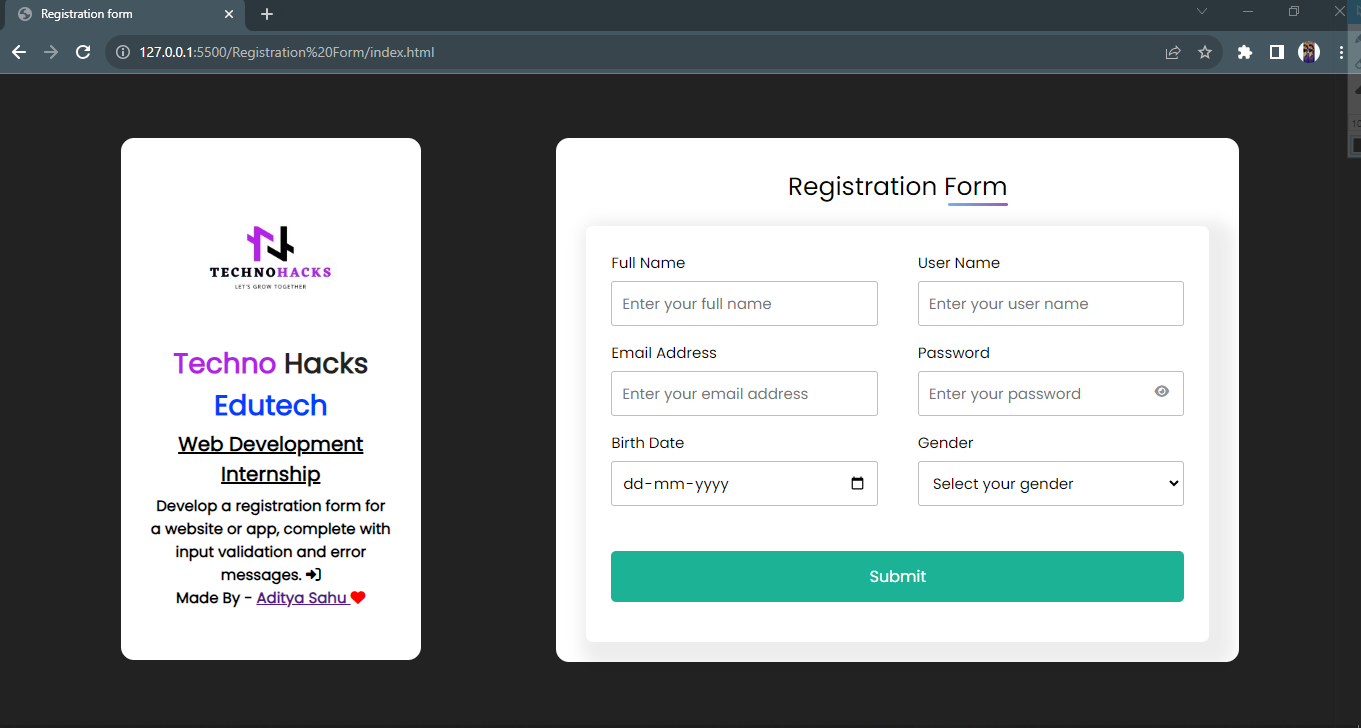 Registration form
127.0.0.1:5500/Registration%20Form/index.html
TECHNOHACKS
LET'S GROW TOGETHER
Techno Hacks
Edutech
Web Development
Internship
Develop a registration form for
a website or app, complete with
input validation and error
messages.
Made By - Aditya Sahu
Registration Form
Full Name
User Name
Enter your full name
Enter your user name
Email Address
Password
Enter your email address
Enter your password
Birth Date
Gender
dd-mm-yyyy
Select your gender
Submit